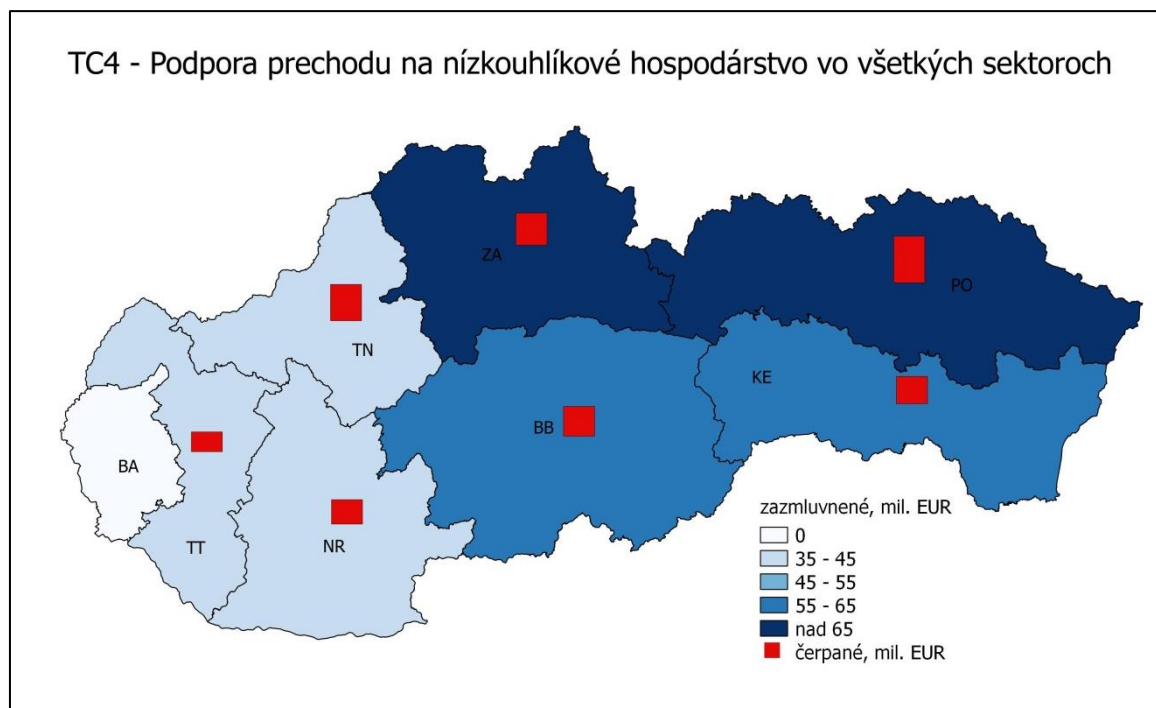 TC4 - Podpora prechodu na nízkouhlíkové hospodárstvo vo všetkých sektoroch
ZA
PO
TN
KE
BB
BA
TT
NR
zazmluvnené, mil. EUR
0
35 - 45
45 - 55
55 - 65
nad 65
čerpané, mil. EUR